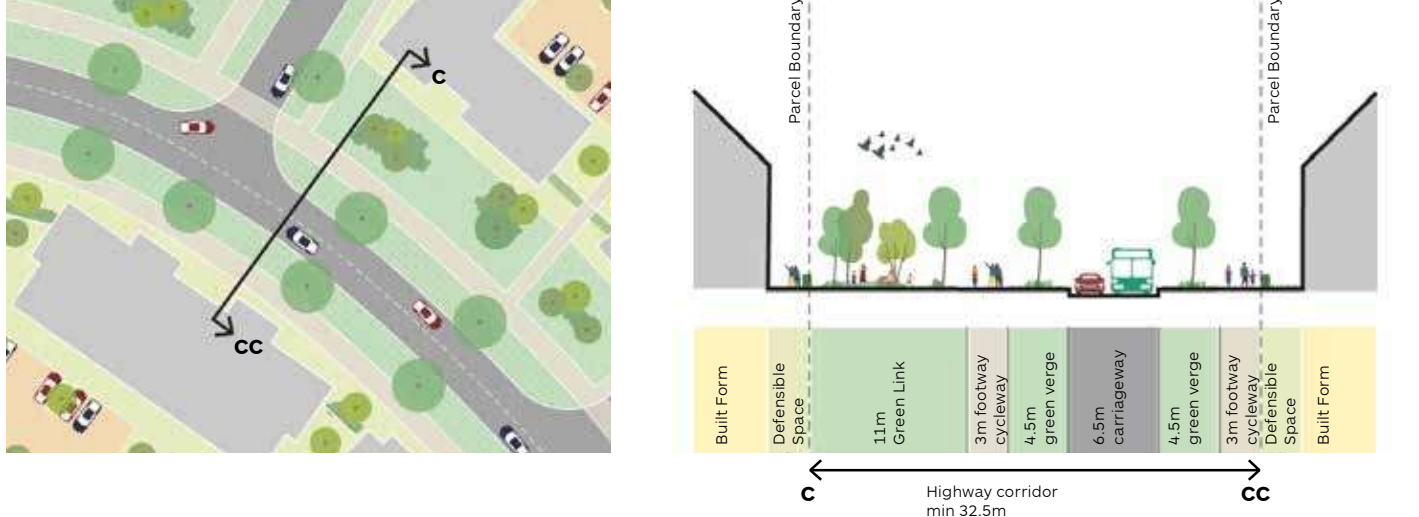 C
CC
Parcel Boundary
Parcel Boundary
Built Form
Defensible
Space
11m
Green Link
3m footway
cycleway
4.5m
green verge
6.5m
carriageway
4.5m
green verge
3m footway
cycleway
Defensible
Space
Built Form
C
Highway corridor
min 32.5m
CC